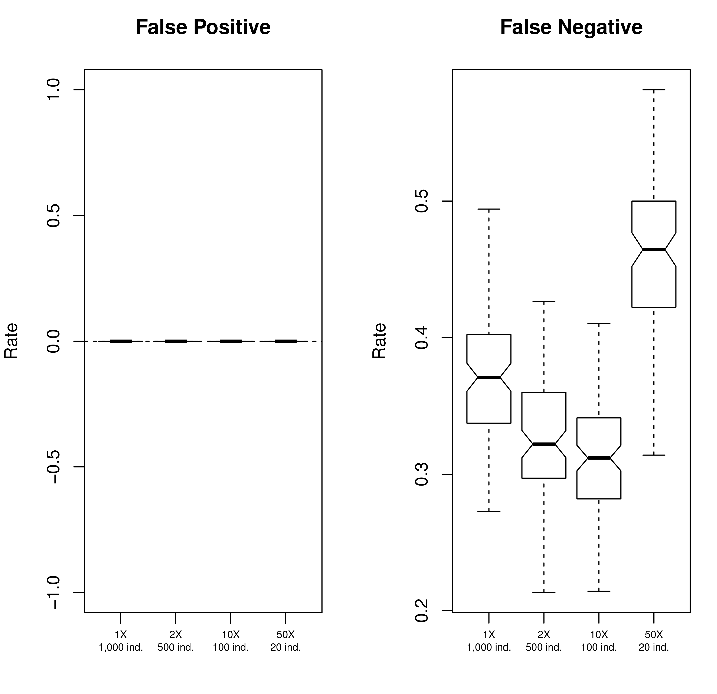 False Positive
Rate
1.0
0.5
0.0
−0.5
−1.0
1X 2X 10X 50X
1,000 ind. 500 ind. 100 ind. 20 ind.
False Negative
Rate
0.5
0.4
0.3
0.2
1X 2X 10X 50X
1,000 ind. 500 ind. 100 ind. 20 ind.